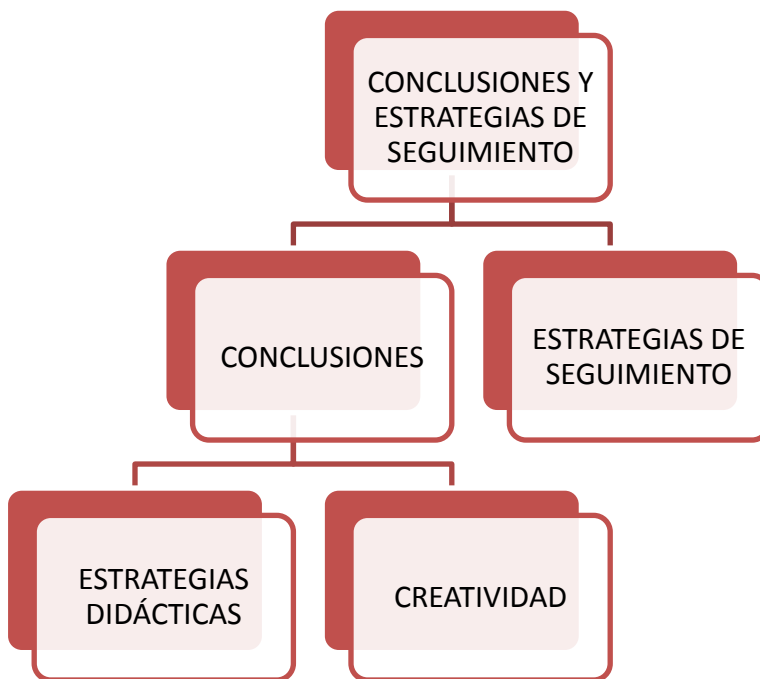 CONCLUSIONES Y
ESTRATEGIAS DE
SEGUIMIENTO
CONCLUSIONES
ESTRATEGIAS DE
SEGUIMIENTO
ESTRATEGIAS
DIDÁCTICAS
CREATIVIDAD